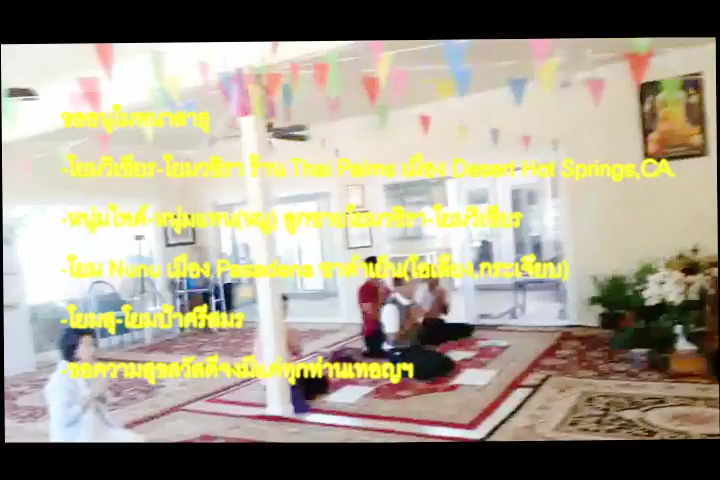 ขออนุโมทนาสาธุ
-โยมวิเชียร-โยมวชิรา ร้าน Thai Palms เมือง Desert Hot Springs,CA.
-หนุ่มไทด์-หนุ่มแทน(หญู) ลูกชายโยมวชิรา-โยมวิเชียร
-โยม Nunu เมือง Pasadena ชาดำเย็น(โอเลี้ยง,กระเจี๊ยบ)
-โยมสุ-โยมป้าศรีสมร
-ขอความสุขสวัสดีจงมีแด่ทุกท่านเทอญฯ